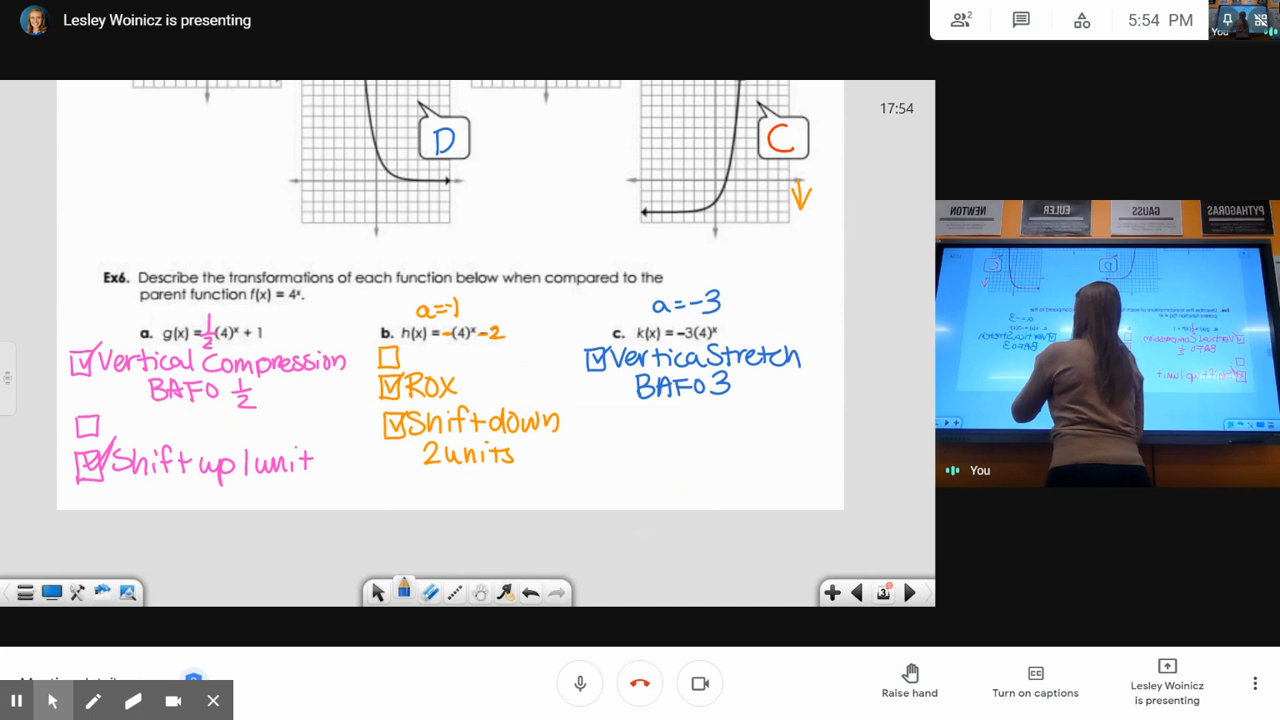 Lesley Woinicz is presenting
2
5:54 PM
You
17:54
D
C
Ex6. Describe the transformations of each function below when compared to the
parent function f(x) = 4ˣ.
a. g(x) = ½(4)ˣ + 1
Vertical Compression
BAFO ½
Shift up 1 unit
a=-1
b. h(x) = -(4)ˣ -2
ROX
Shift down
2 units
a=-3
c. k(x) = -3(4)ˣ
Vertica Stretch
BAFO 3
3
NEWTON
EULER
GAUSS
PYTHAGORAS
You
Raise hand
Turn on captions
Lesley Woinicz
is presenting